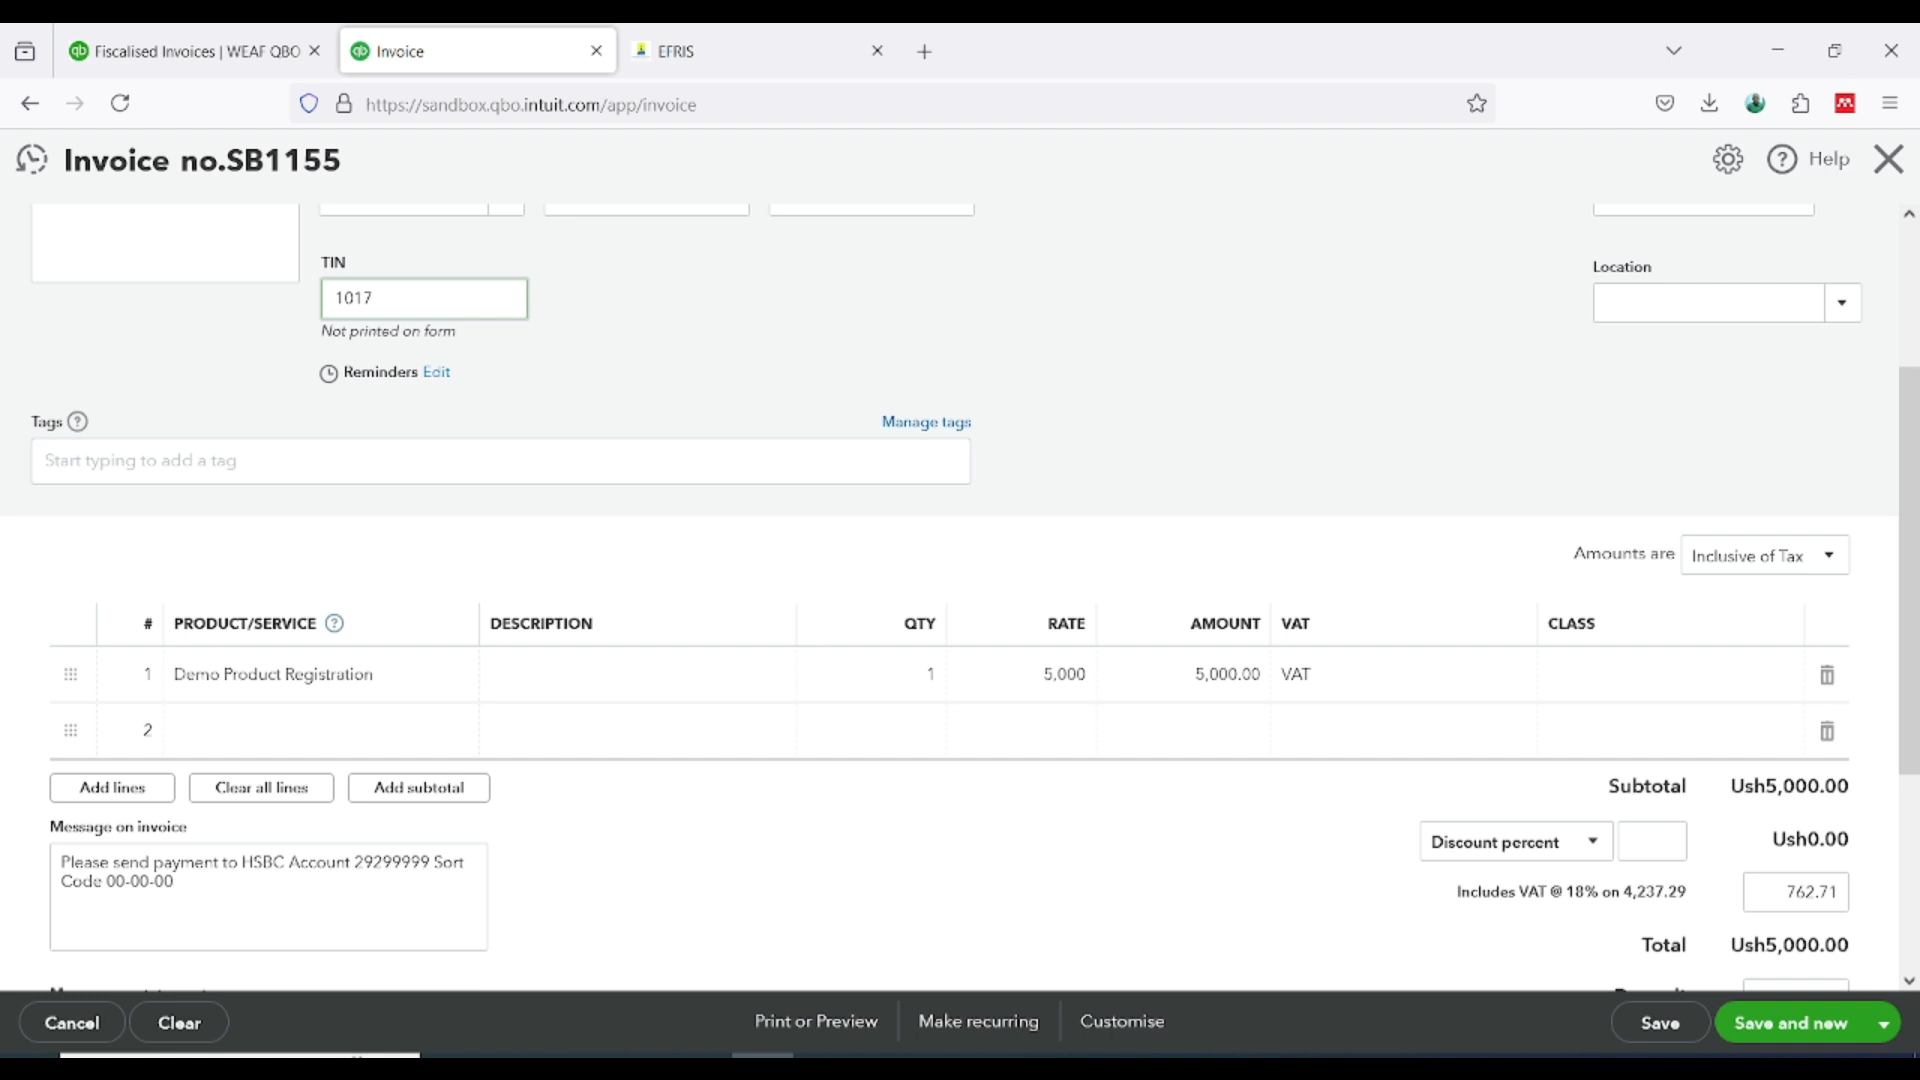 Fiscalised Invoices | WEAF QBO
Invoice
EFRIS
https://sandbox.qbo.intuit.com/app/invoice
Invoice no.SB1155
Help
TIN
1017
Not printed on form
Reminders Edit
Location
Tags
Manage tags
Start typing to add a tag
Amounts are Inclusive of Tax
# PRODUCT/SERVICE DESCRIPTION QTY RATE AMOUNT VAT CLASS
1 Demo Product Registration 1 5,000 5,000.00 VAT
2
Add lines Clear all lines Add subtotal
Subtotal Ush5,000.00
Message on invoice
Please send payment to HSBC Account 29299999 Sort
Code 00-00-00
Discount percent Ush0.00
Includes VAT @ 18% on 4,237.29 762.71
Total Ush5,000.00
Cancel Clear Print or Preview Make recurring Customise Save Save and new